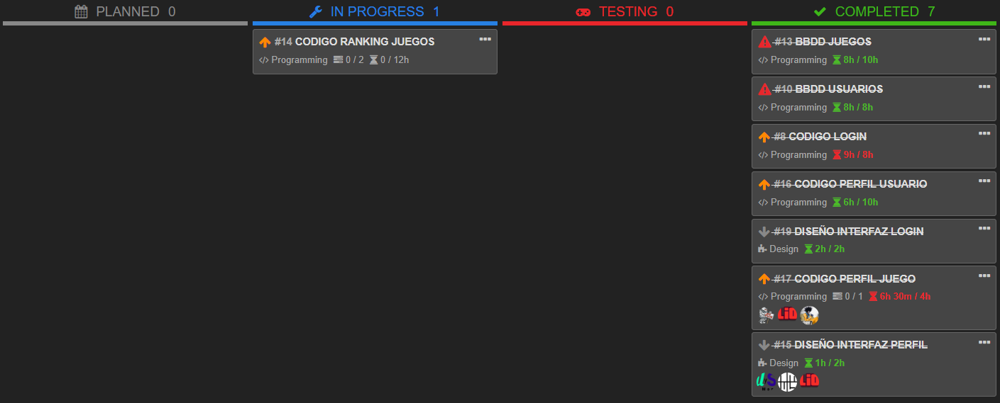 PLANNED 0
IN PROGRESS 1
TESTING 0
COMPLETED 7
#14 CODIGO RANKING JUEGOS
Programming 0 / 2 0 / 12h
#13 BBDD JUEGOS
Programming 8h / 10h
#10 BBDD USUARIOS
Programming 8h / 8h
#8 CODIGO LOGIN
Programming 9h / 8h
#16 CODIGO PERFIL USUARIO
Programming 6h / 10h
#19 DISEÑO INTERFAZ LOGIN
Design 2h / 2h
#17 CODIGO PERFIL JUEGO
Programming 0 / 1 6h 30m / 4h
LiD
#15 DISEÑO INTERFAZ PERFIL
Design 1h / 2h
LiD